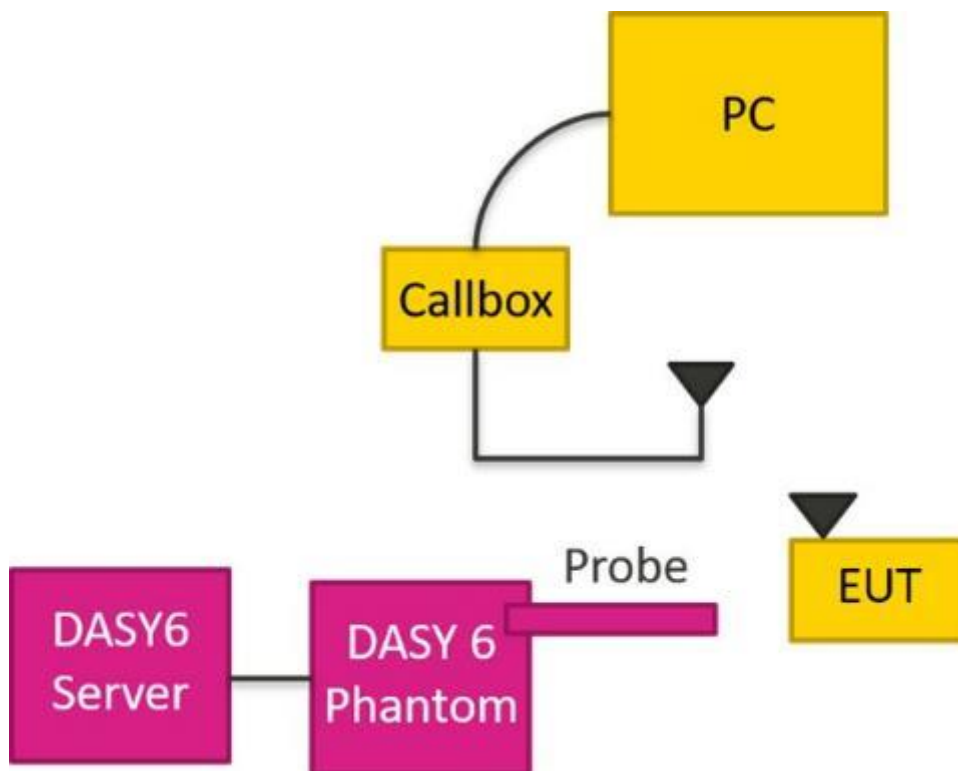 PC
Callbox
Probe
EUT
DASY6
Server
DASY 6
Phantom